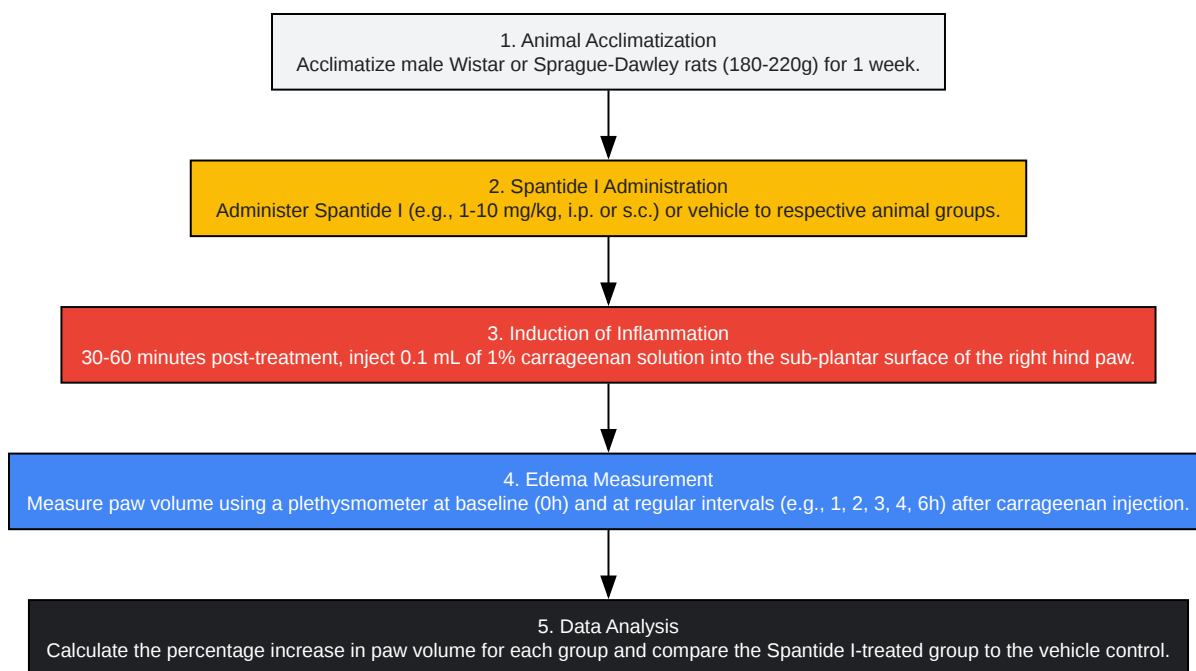 1. Animal Acclimatization
Acclimatize male Wistar or Sprague-Dawley rats (180-220g) for 1 week.
2. Spantide I Administration
Administer Spantide I (e.g., 1-10 mg/kg, i.p. or s.c.) or vehicle to respective animal groups.
3. Induction of Inflammation
30-60 minutes post-treatment, inject 0.1 mL of 1% carrageenan solution into the sub-plantar surface of the right hind paw.
4. Edema Measurement
Measure paw volume using a plethysmometer at baseline (0h) and at regular intervals (e.g., 1, 2, 3, 4, 6h) after carrageenan injection.
5. Data Analysis
Calculate the percentage increase in paw volume for each group and compare the Spantide I-treated group to the vehicle control.